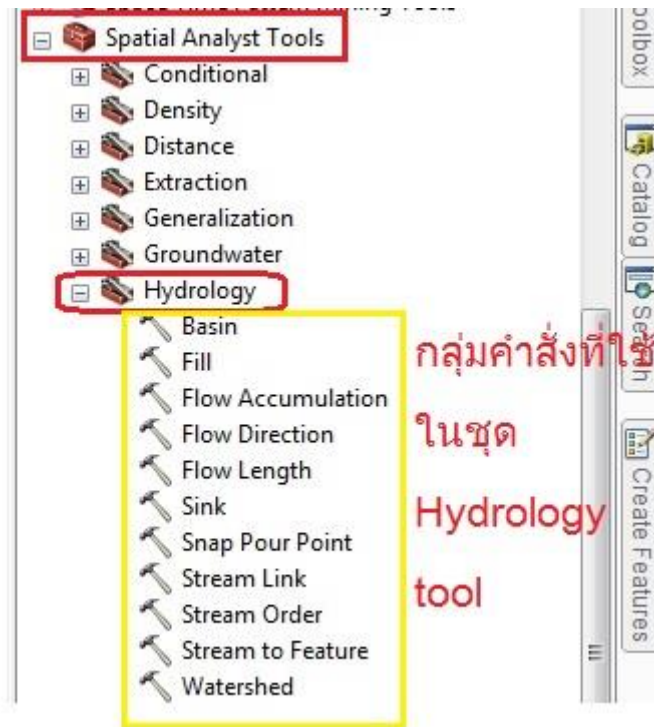 Spatial Analyst Tools
Conditional
Density
Distance
Extraction
Generalization
Groundwater
Hydrology
Basin
Fill
Flow Accumulation
Flow Direction
Flow Length
Sink
Snap Pour Point
Stream Link
Stream Order
Stream to Feature
Watershed
กลุ่มคำสั่งที่ใช้
ในชุด
Hydrology
tool
Catalog
Search
Create Features